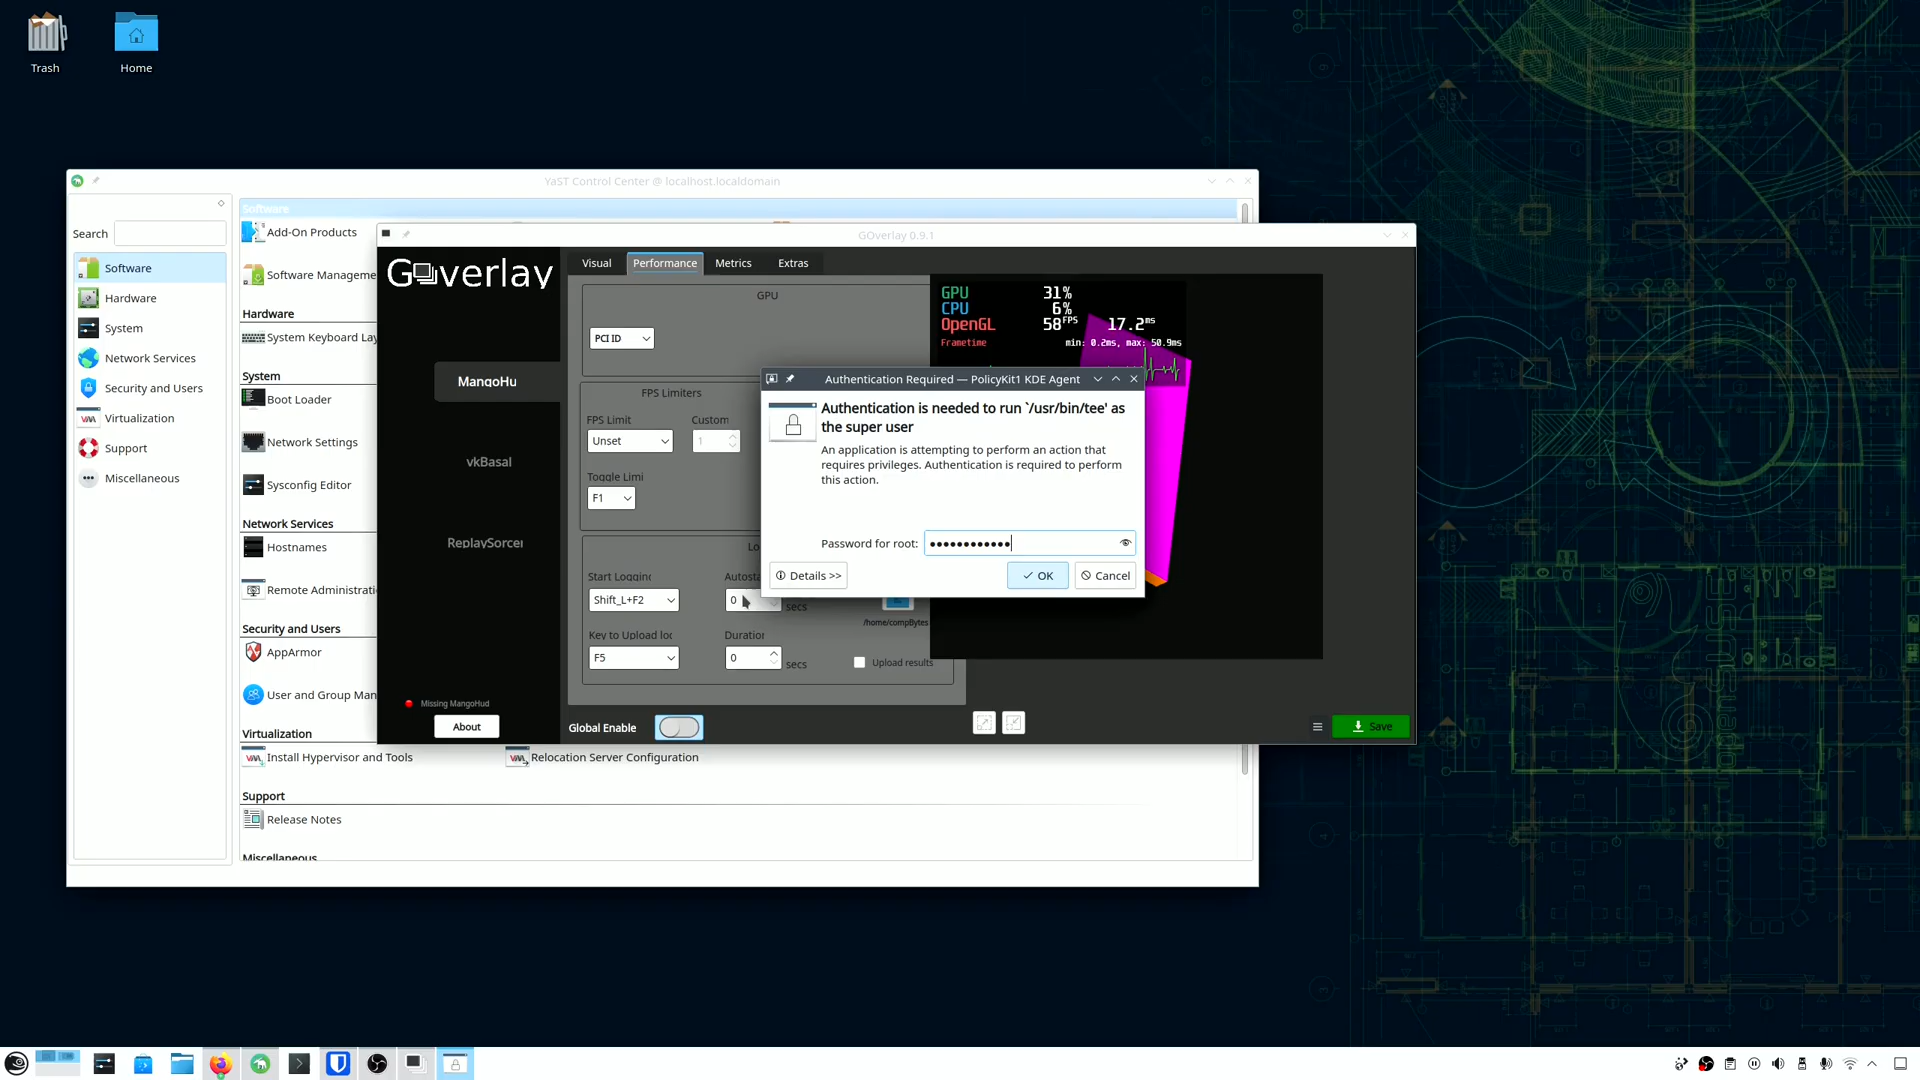 Trash
Home
YaST Control Center @ localhost.localdomain
Search
Software
Hardware
System
Network Services
Security and Users
Virtualization
Support
Miscellaneous
Software
Add-On Products
Software Manageme
Hardware
System Keyboard Lay
System
Boot Loader
Network Settings
Sysconfig Editor
Network Services
Hostnames
Remote Administrati
Security and Users
AppArmor
User and Group Man
Virtualization
Install Hypervisor and Tools
Relocation Server Configuration
Support
Release Notes
Miscellaneous
GOverlay 0.9.1
Goverlay
MangoHu
vkBasal
ReplaySorcer
Missing MangoHud
About
Visual
Performance
Metrics
Extras
GPU
PCI ID
FPS Limiters
FPS Limit
Custom
Unset
1
Toggle Limi
F1
Lo
Start Logging
Autosta
Shift_L+F2
0
secs
/home/compBytes
Key to Upload loc
Duration
F5
0
secs
Upload results
Global Enable
Save
GPU 31%
CPU 6%
OpenGL 58 FPS 17.2 ms
Frametime min: 0.2ms, max: 50.9ms
Authentication Required — PolicyKit1 KDE Agent
Authentication is needed to run `/usr/bin/tee' as
the super user
An application is attempting to perform an action that
requires privileges. Authentication is required to perform
this action.
Password for root: ••••••••••••
Details >>
OK
Cancel